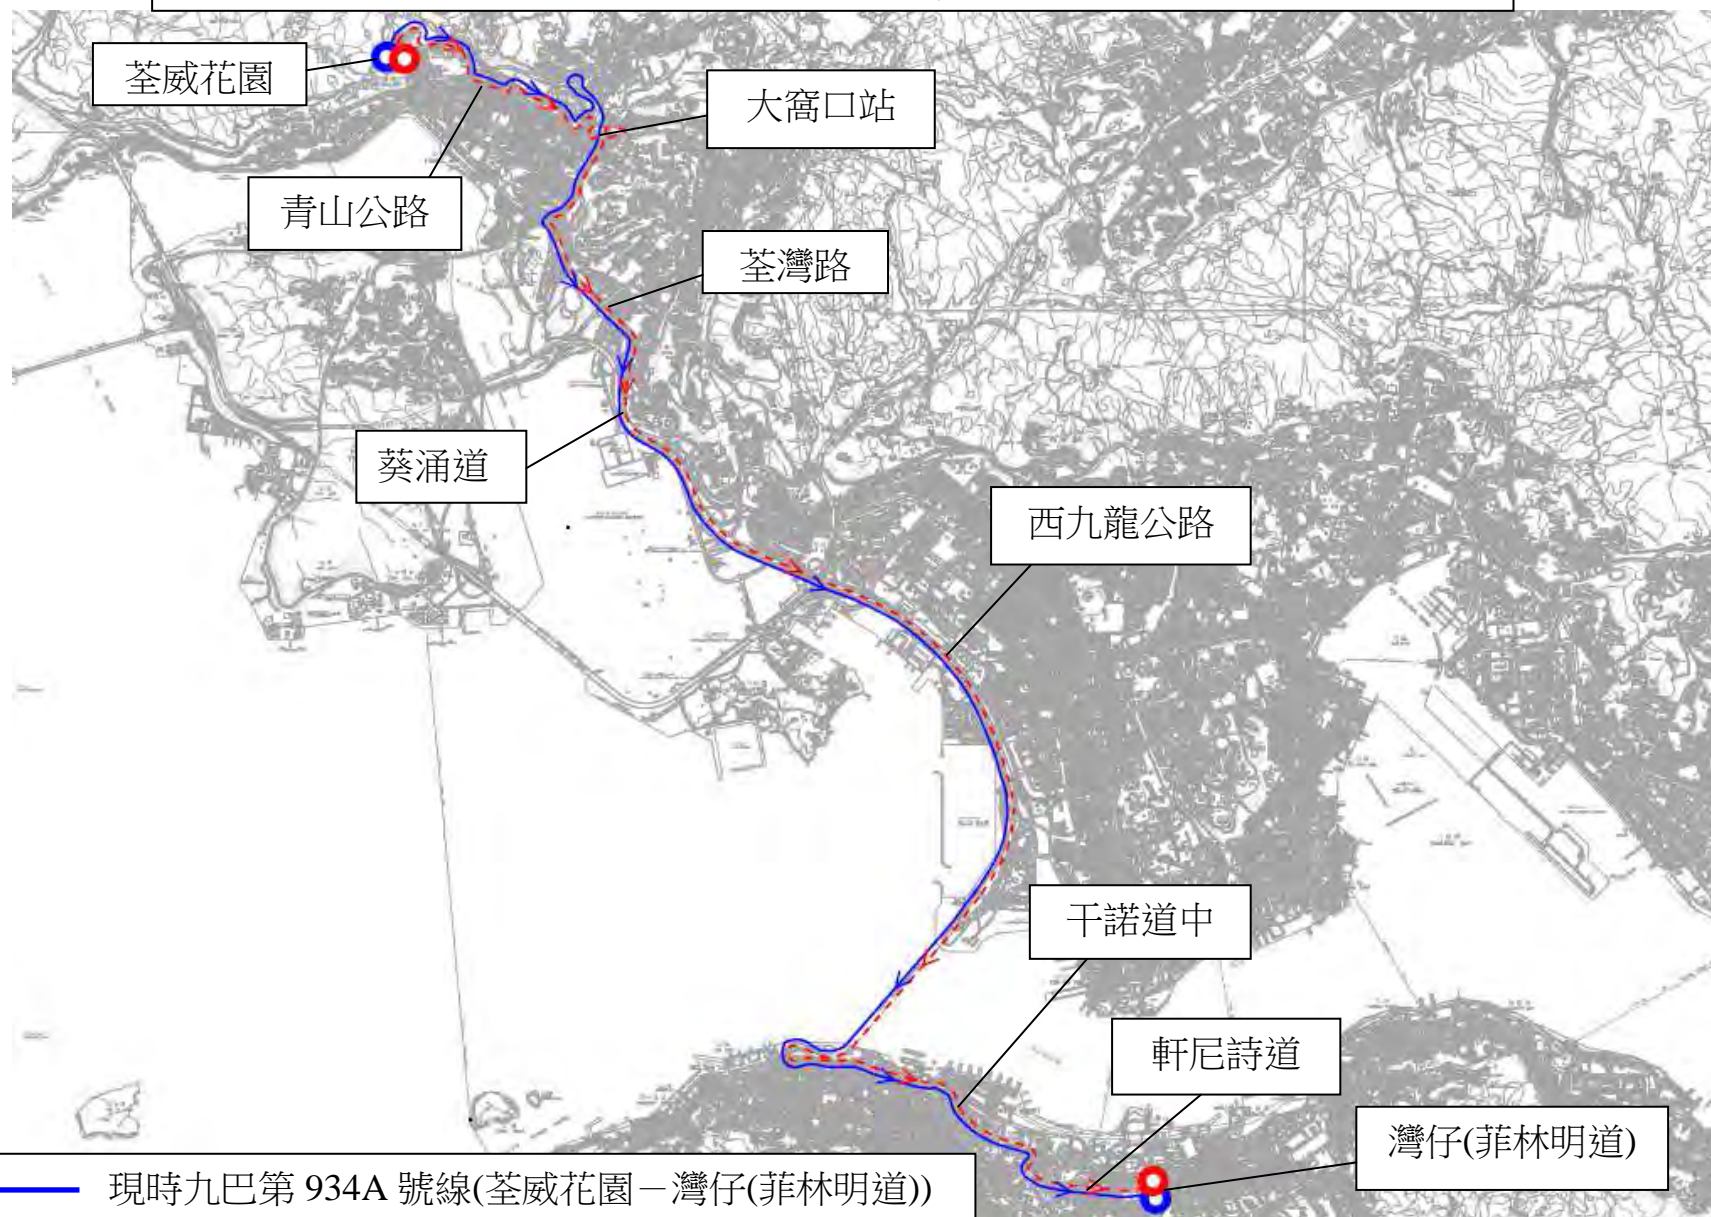 荃威花園
大窩口站
青山公路
荃灣路
葵涌道
西九龍公路
干諾道中
軒尼詩道
灣仔(菲林明道)
現時九巴第 934A 號線(荃威花園－灣仔(菲林明道))